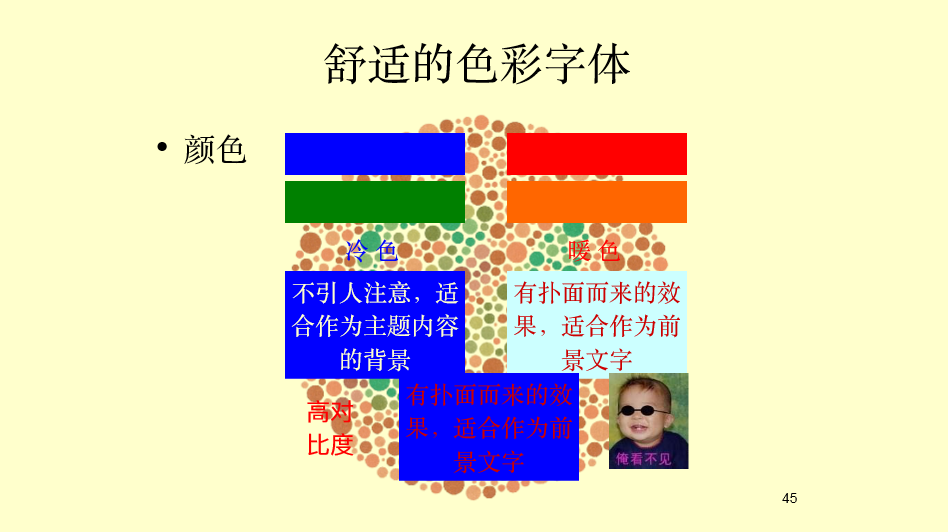 舒适的色彩字体
• 颜色
冷 色
暖 色
不引人注意，适
合作为主题内容
的背景
有扑面而来的效
果，适合作为前
景文字
高对
比度
有扑面而来的效
果，适合作为前
景文字
俺看不见
45